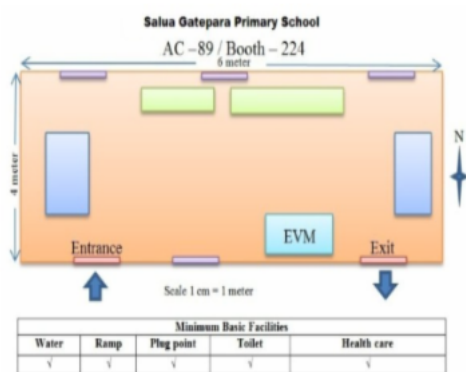 Salua Gatepara Primary School
AC –89 / Booth – 224
6 meter
4 meter
N
EVM
Entrance
Exit
Scale 1 cm = 1 meter
Minimum Basic Facilities
Water Ramp Plug point Toilet Health care
√ √ √ √ √